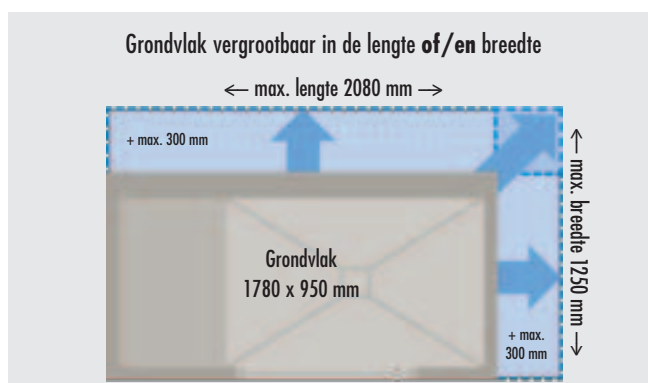 Grondvlak vergrootbaar in de lengte of/en breedte
← max. lengte 2080 mm →
+ max. 300 mm
← max. breedte 1250 mm →
Grondvlak
1780 x 950 mm
+ max.
300 mm